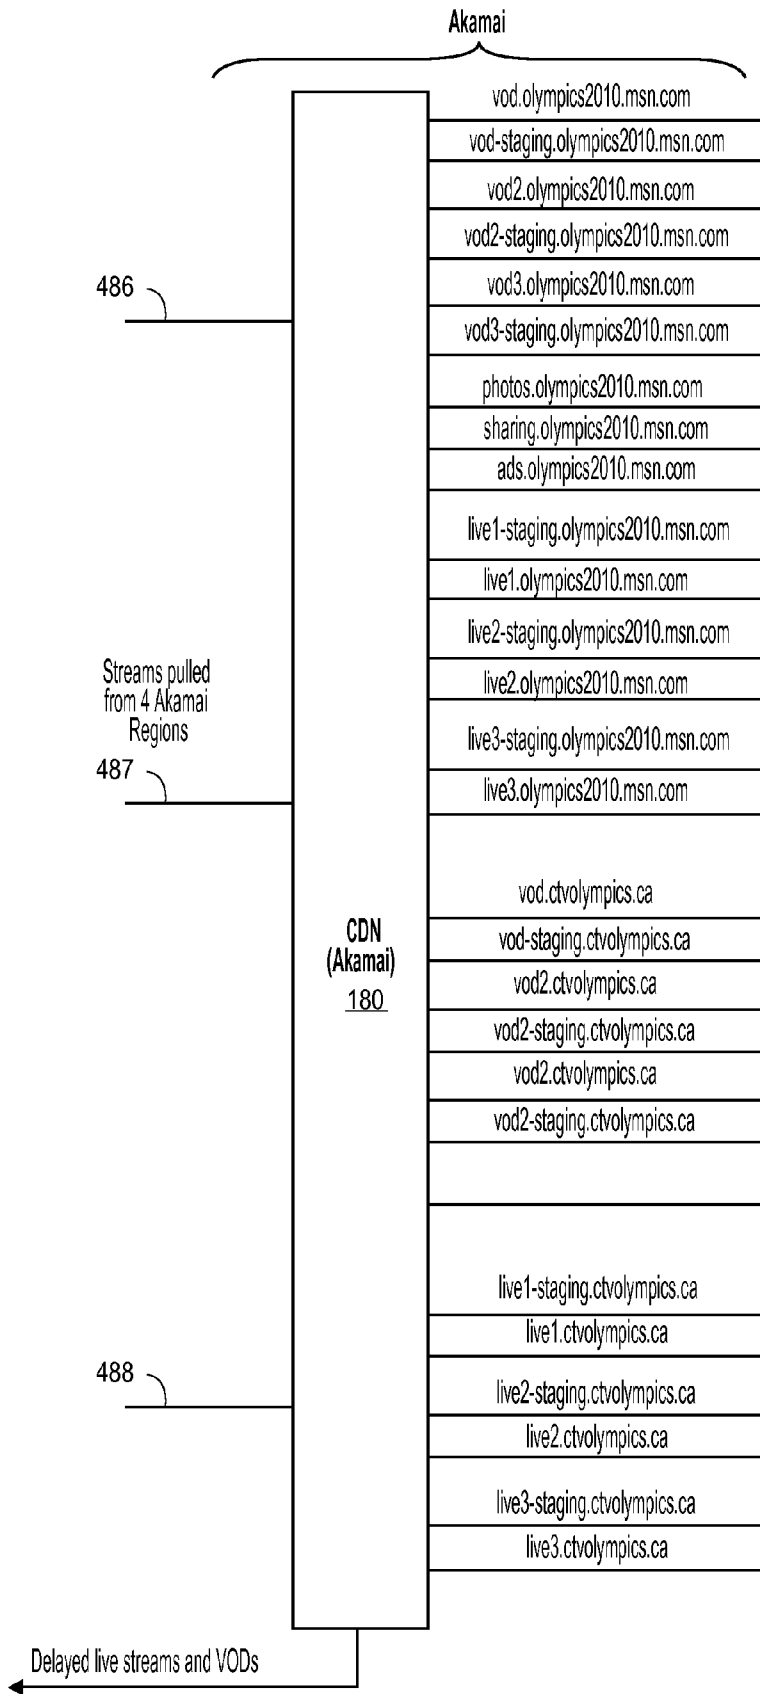 Akamai
vod.olympics2010.msn.com
vod-staging.olympics2010.msn.com
vod2.olympics2010.msn.com
vod2-staging.olympics2010.msn.com
vod3.olympics2010.msn.com
486
vod3-staging.olympics2010.msn.com
photos.olympics2010.msn.com
sharing.olympics2010.msn.com
ads.olympics2010.msn.com
live1-staging.olympics2010.msn.com
live1.olympics2010.msn.com
live2-staging.olympics2010.msn.com
live2.olympics2010.msn.com
live3-staging.olympics2010.msn.com
live3.olympics2010.msn.com
Streams pulled
from 4 Akamai
Regions
487
CDN
(Akamai)
180
vod.ctvolympics.ca
vod-staging.ctvolympics.ca
vod2.ctvolympics.ca
vod2-staging.ctvolympics.ca
vod2.ctvolympics.ca
vod2-staging.ctvolympics.ca
live1-staging.ctvolympics.ca
live1.ctvolympics.ca
488
live2-staging.ctvolympics.ca
live2.ctvolympics.ca
live3-staging.ctvolympics.ca
live3.ctvolympics.ca
Delayed live streams and VODs